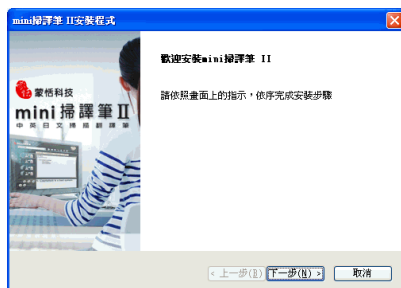 mini掃譯筆 II安裝程式
歡迎安裝mini掃譯筆 II
請依照畫面上的指示，依序完成安裝步驟
蒙恬科技
mini 掃譯筆 II
中英日文掃描翻譯筆
< 上一步(B)
下一步(N) >
取消